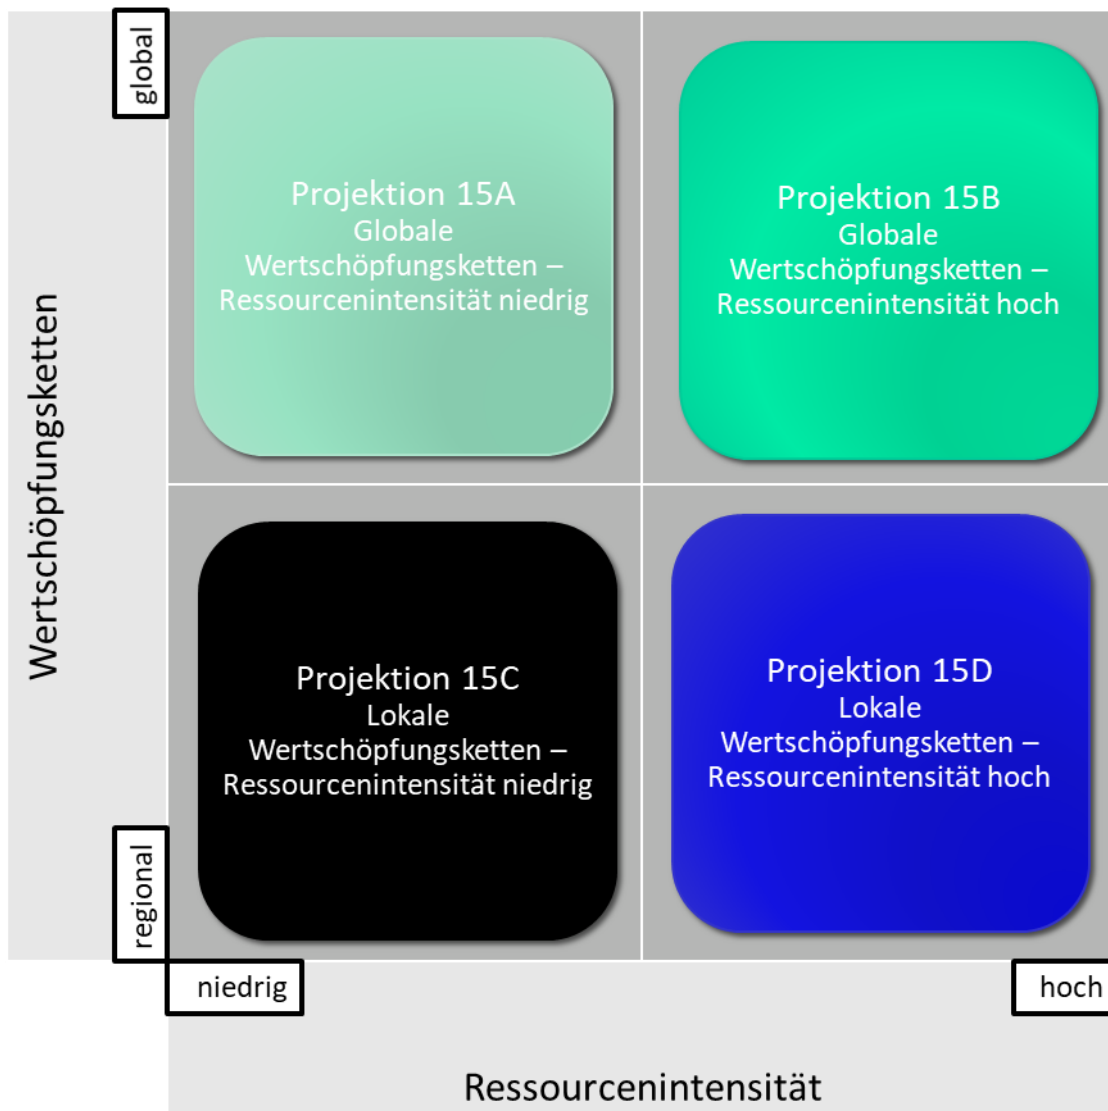 global
Projektion 15A
Globale
Wertschöpfungsketten –
Ressourcenintensität niedrig
Projektion 15B
Globale
Wertschöpfungsketten –
Ressourcenintensität hoch
Wertschöpfungsketten
Projektion 15C
Lokale
Wertschöpfungsketten –
Ressourcenintensität niedrig
Projektion 15D
Lokale
Wertschöpfungsketten –
Ressourcenintensität hoch
regional
niedrig
hoch
Ressourcenintensität